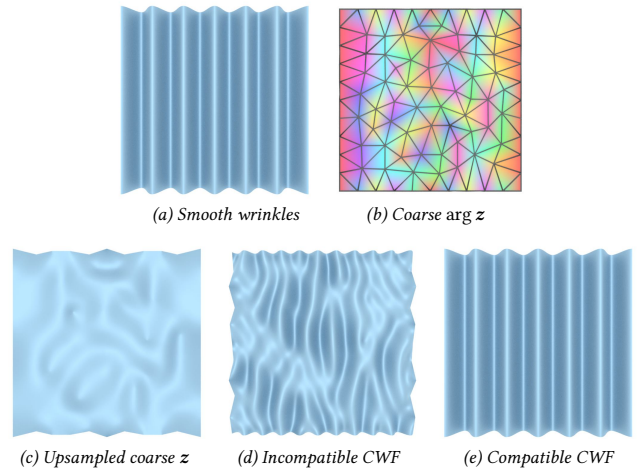 (a) Smooth wrinkles
(b) Coarse arg z
(c) Upsampled coarse z
(d) Incompatible CWF
(e) Compatible CWF